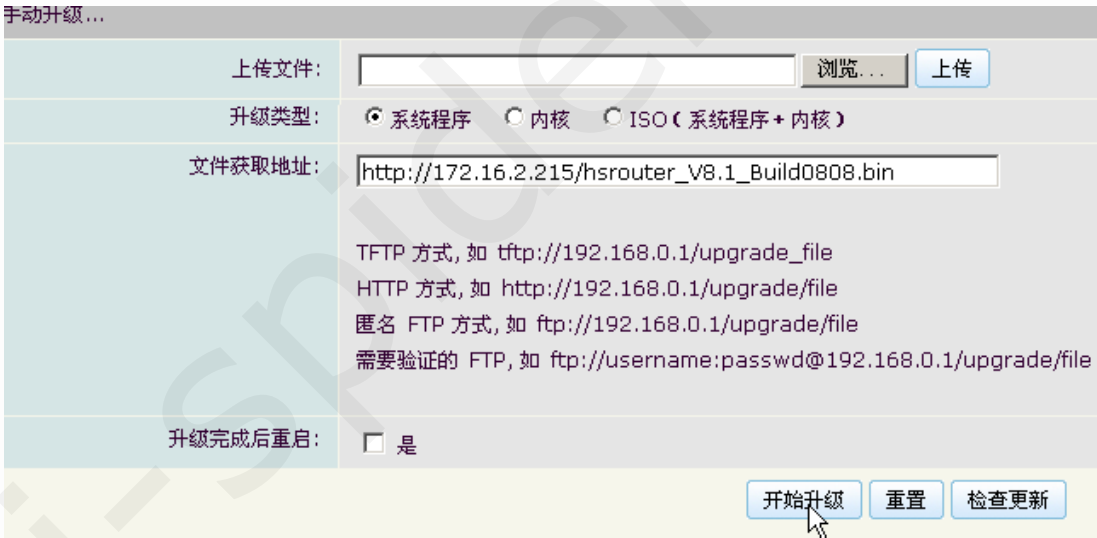 手动升级...
上传文件: 浏览... 上传
升级类型: 系统程序 内核 ISO(系统程序+内核)
文件获取地址: http://172.16.2.215/hsrouter_V8.1_Build0808.bin
TFTP 方式,如 tftp://192.168.0.1/upgrade_file
HTTP 方式,如 http://192.168.0.1/upgrade/file
匿名 FTP 方式,如 ftp://192.168.0.1/upgrade/file
需要验证的 FTP,如 ftp://username:passwd@192.168.0.1/upgrade/file
升级完成后重启: 是
开始升级 重置 检查更新
i-spider